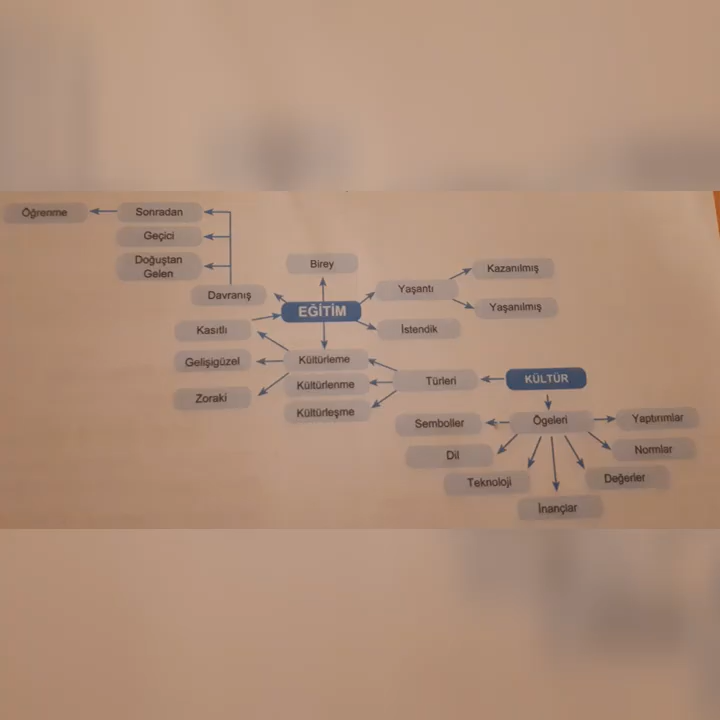 Öğrenme
Sonradan
Geçici
Doğuştan
Gelen
Davranış
Birey
Yaşantı
Kazanılmış
Yaşanılmış
EĞİTİM
İstendik
Kasıtlı
Gelişigüzel
Zoraki
Kültürleme
Kültürlenme
Kültürleşme
Türleri
KÜLTÜR
Ögeleri
Semboller
Dil
Teknoloji
İnançlar
Değerler
Normlar
Yaptırımlar